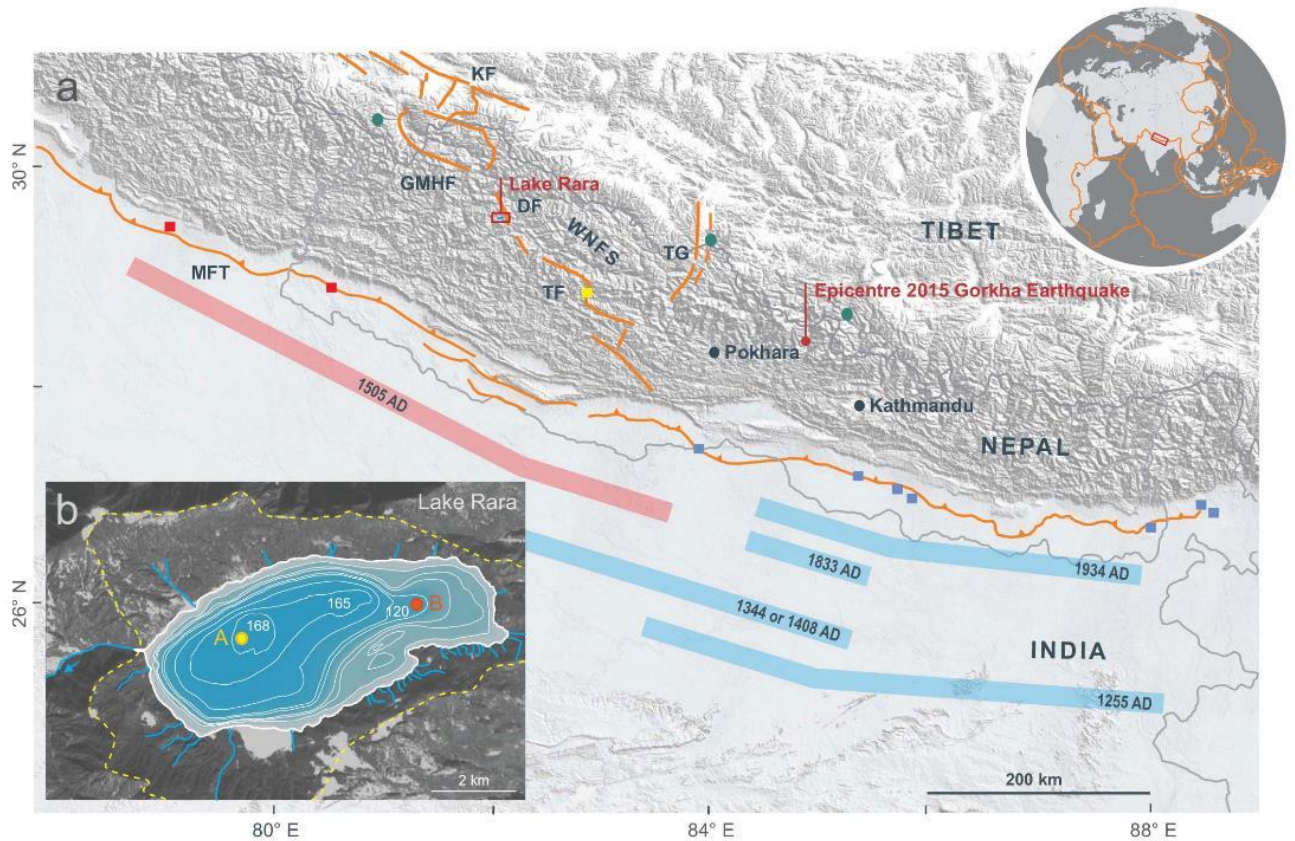 a
KF
30° N
GMHF
Lake Rara
DF
WNFS
TIBET
TG
MFT
TF
Epicentre 2015 Gorkha Earthquake
Pokhara
1505 AD
Kathmandu
NEPAL
b
Lake Rara
165
120
B
A
168
2 km
1833 AD
1934 AD
26° N
1344 or 1408 AD
INDIA
1255 AD
200 km
80° E
84° E
88° E